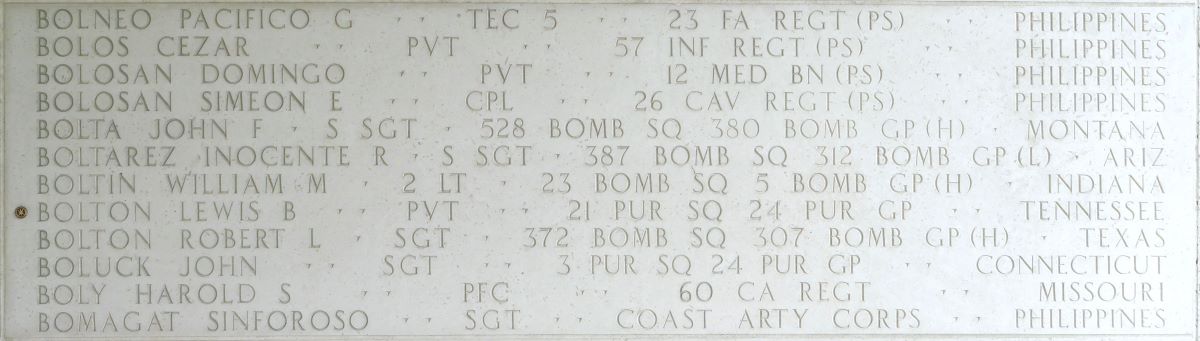 BOLNEO PACIFICO G TEC 5 23 FA REGT (PS) PHILIPPINES
BOLOS CEZAR PVT 57 INF REGT (PS) PHILIPPINES
BOLOSAN DOMINGO PVT 12 MED BN (PS) PHILIPPINES
BOLOSAN SIMEON E CPL 26 CAV REGT (PS) PHILIPPINES
BOLTA JOHN F S SGT 528 BOMB SQ 380 BOMB GP (H) MONTANA
BOLTAREZ INOCENTE R S SGT 387 BOMB SQ 312 BOMB GP (L) ARIZ
BOLTIN WILLIAM M 2 LT 23 BOMB SQ 5 BOMB GP (H) INDIANA
BOLTON LEWIS B PVT 21 PUR SQ 24 PUR GP TENNESSEE
BOLTON ROBERT L SGT 372 BOMB SQ 307 BOMB GP (H) TEXAS
BOLUCK JOHN SGT 3 PUR SQ 24 PUR GP CONNECTICUT
BOLY HAROLD S PFC 60 CA REGT MISSOURI
BOMAGAT SINFOROSO SGT COAST ARTY CORPS PHILIPPINES